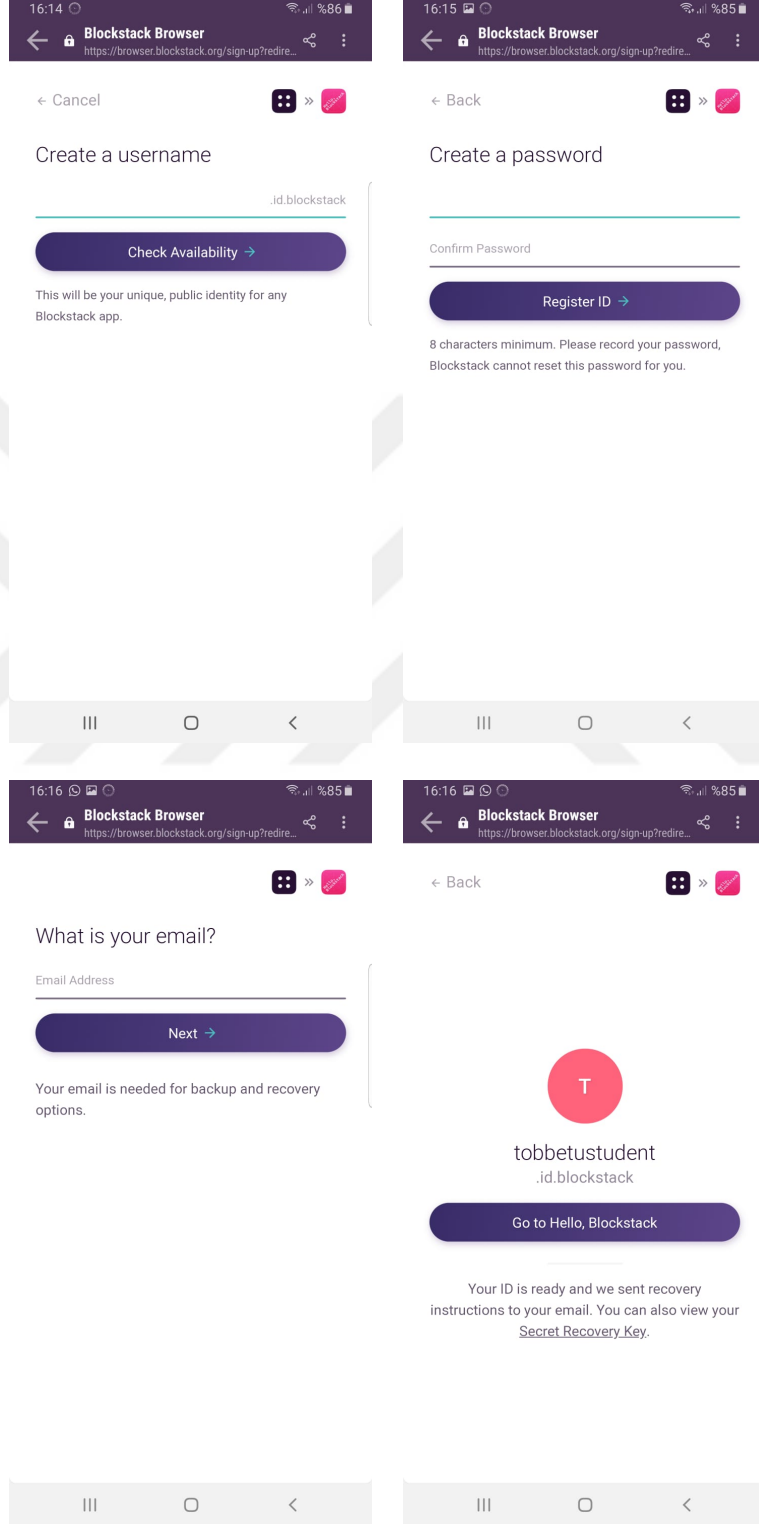 16:14 %86
Blockstack Browser
https://browser.blockstack.org/sign-up?redire...
← Cancel
»
Create a username
.id.blockstack
Check Availability →
This will be your unique, public identity for any
Blockstack app.
16:15 %85
Blockstack Browser
https://browser.blockstack.org/sign-up?redire...
← Back
»
Create a password
Confirm Password
Register ID →
8 characters minimum. Please record your password,
Blockstack cannot reset this password for you.
16:16 %85
Blockstack Browser
https://browser.blockstack.org/sign-up?redire...
»
What is your email?
Email Address
Next →
Your email is needed for backup and recovery
options.
16:16 %85
Blockstack Browser
https://browser.blockstack.org/sign-up?redire...
← Back
»
T
tobbetustudent
.id.blockstack
Go to Hello, Blockstack
Your ID is ready and we sent recovery
instructions to your email. You can also view your
Secret Recovery Key.